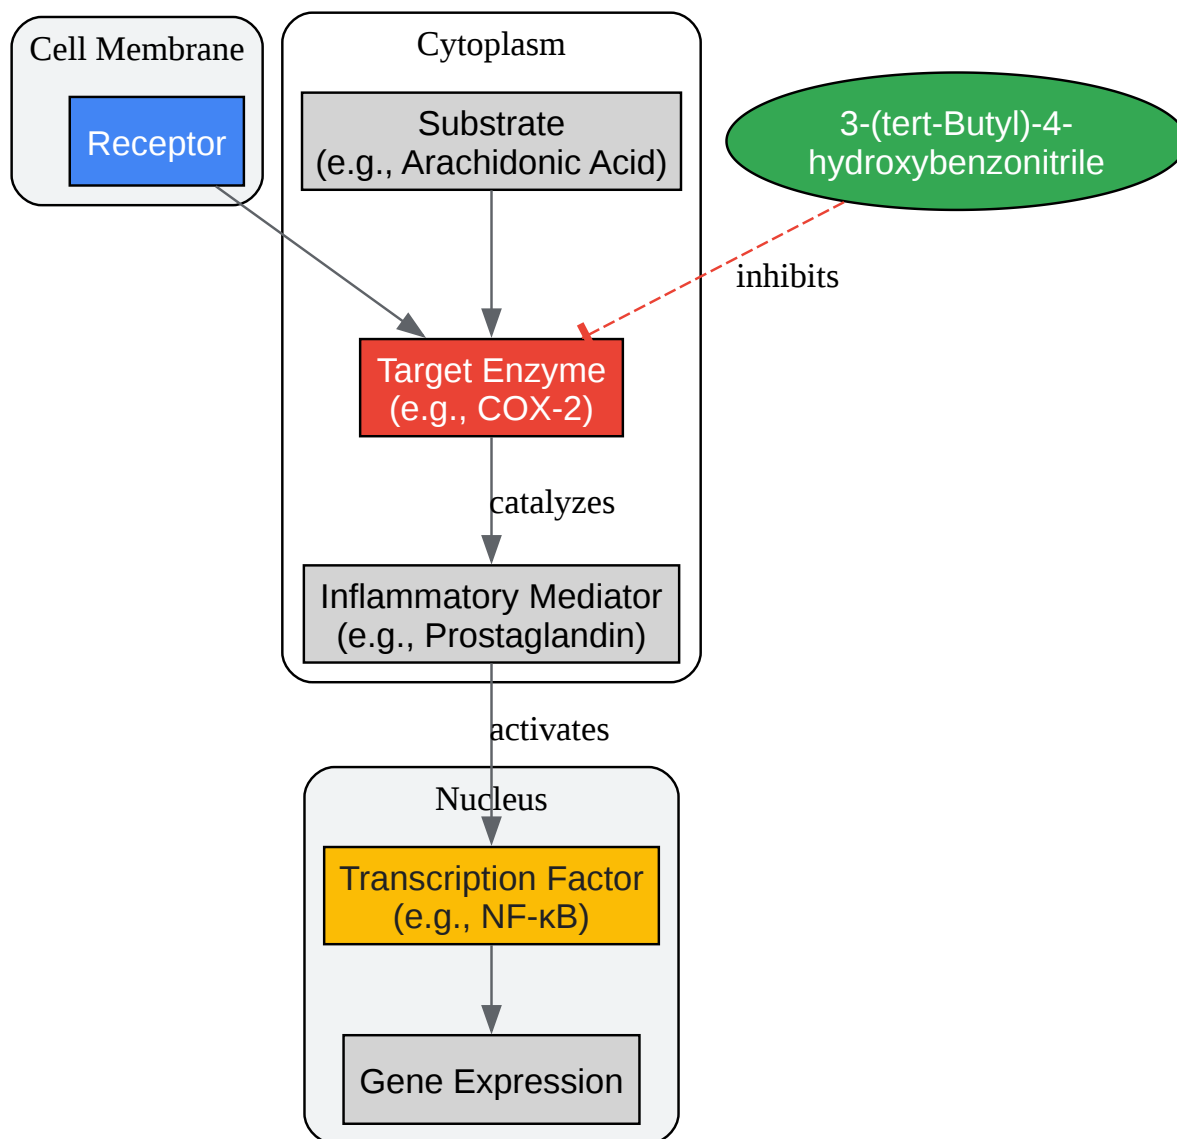 Cell Membrane
Receptor
Cytoplasm
Substrate
(e.g., Arachidonic Acid)
3-(tert-Butyl)-4-
hydroxybenzonitrile
inhibits
Target Enzyme
(e.g., COX-2)
catalyzes
Inflammatory Mediator
(e.g., Prostaglandin)
activates
Nucleus
Transcription Factor
(e.g., NF-κB)
Gene Expression